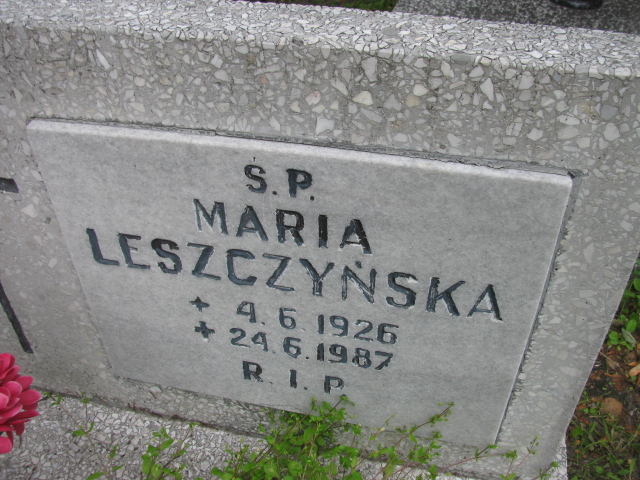 Ś.P.
MARIA
LESZCZYŃSKA
+ 4.6.1926
+ 24.6.1987
R.I.P.